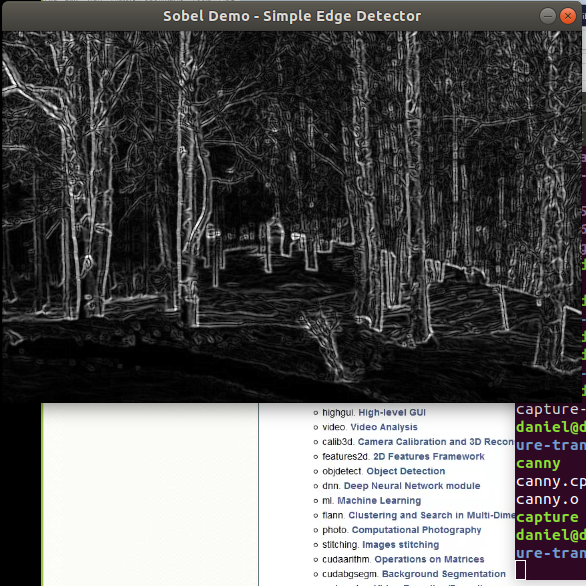 Sobel Demo - Simple Edge Detector
highgui. High-level GUI
video. Video Analysis
calib3d. Camera Calibration and 3D Recon
features2d. 2D Features Framework
objdetect. Object Detection
dnn. Deep Neural Network module
ml. Machine Learning
flann. Clustering and Search in Multi-Dime
photo. Computational Photography
stitching. Images stitching
cudaarithm. Operations on Matrices
cudabgsegm. Background Segmentation
capture-
daniel@d
ure-tran
canny
canny.cp
canny.o
capture
daniel@d
ure-tran